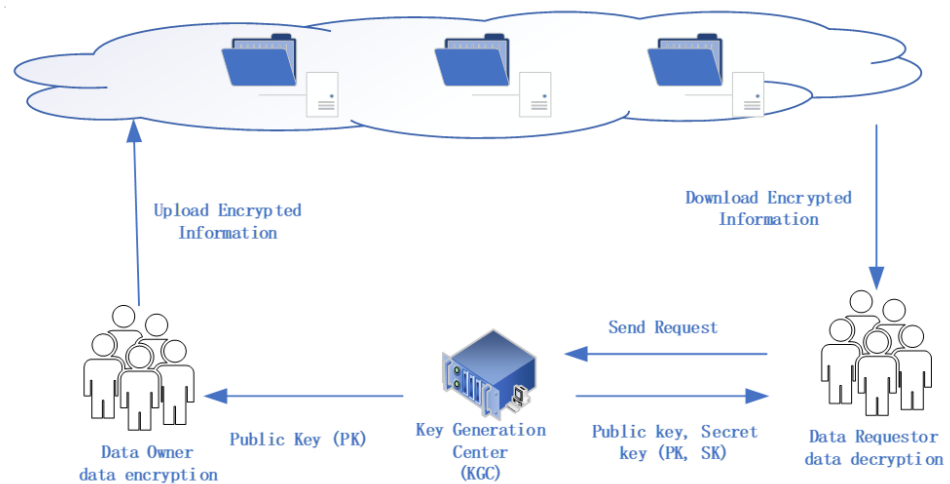 Upload Encrypted
Information
Download Encrypted
Information
Send Request
Public Key (PK)
Key Generation
Center
(KGC)
Public key, Secret
key (PK, SK)
Data Owner
data encryption
Data Requestor
data decryption